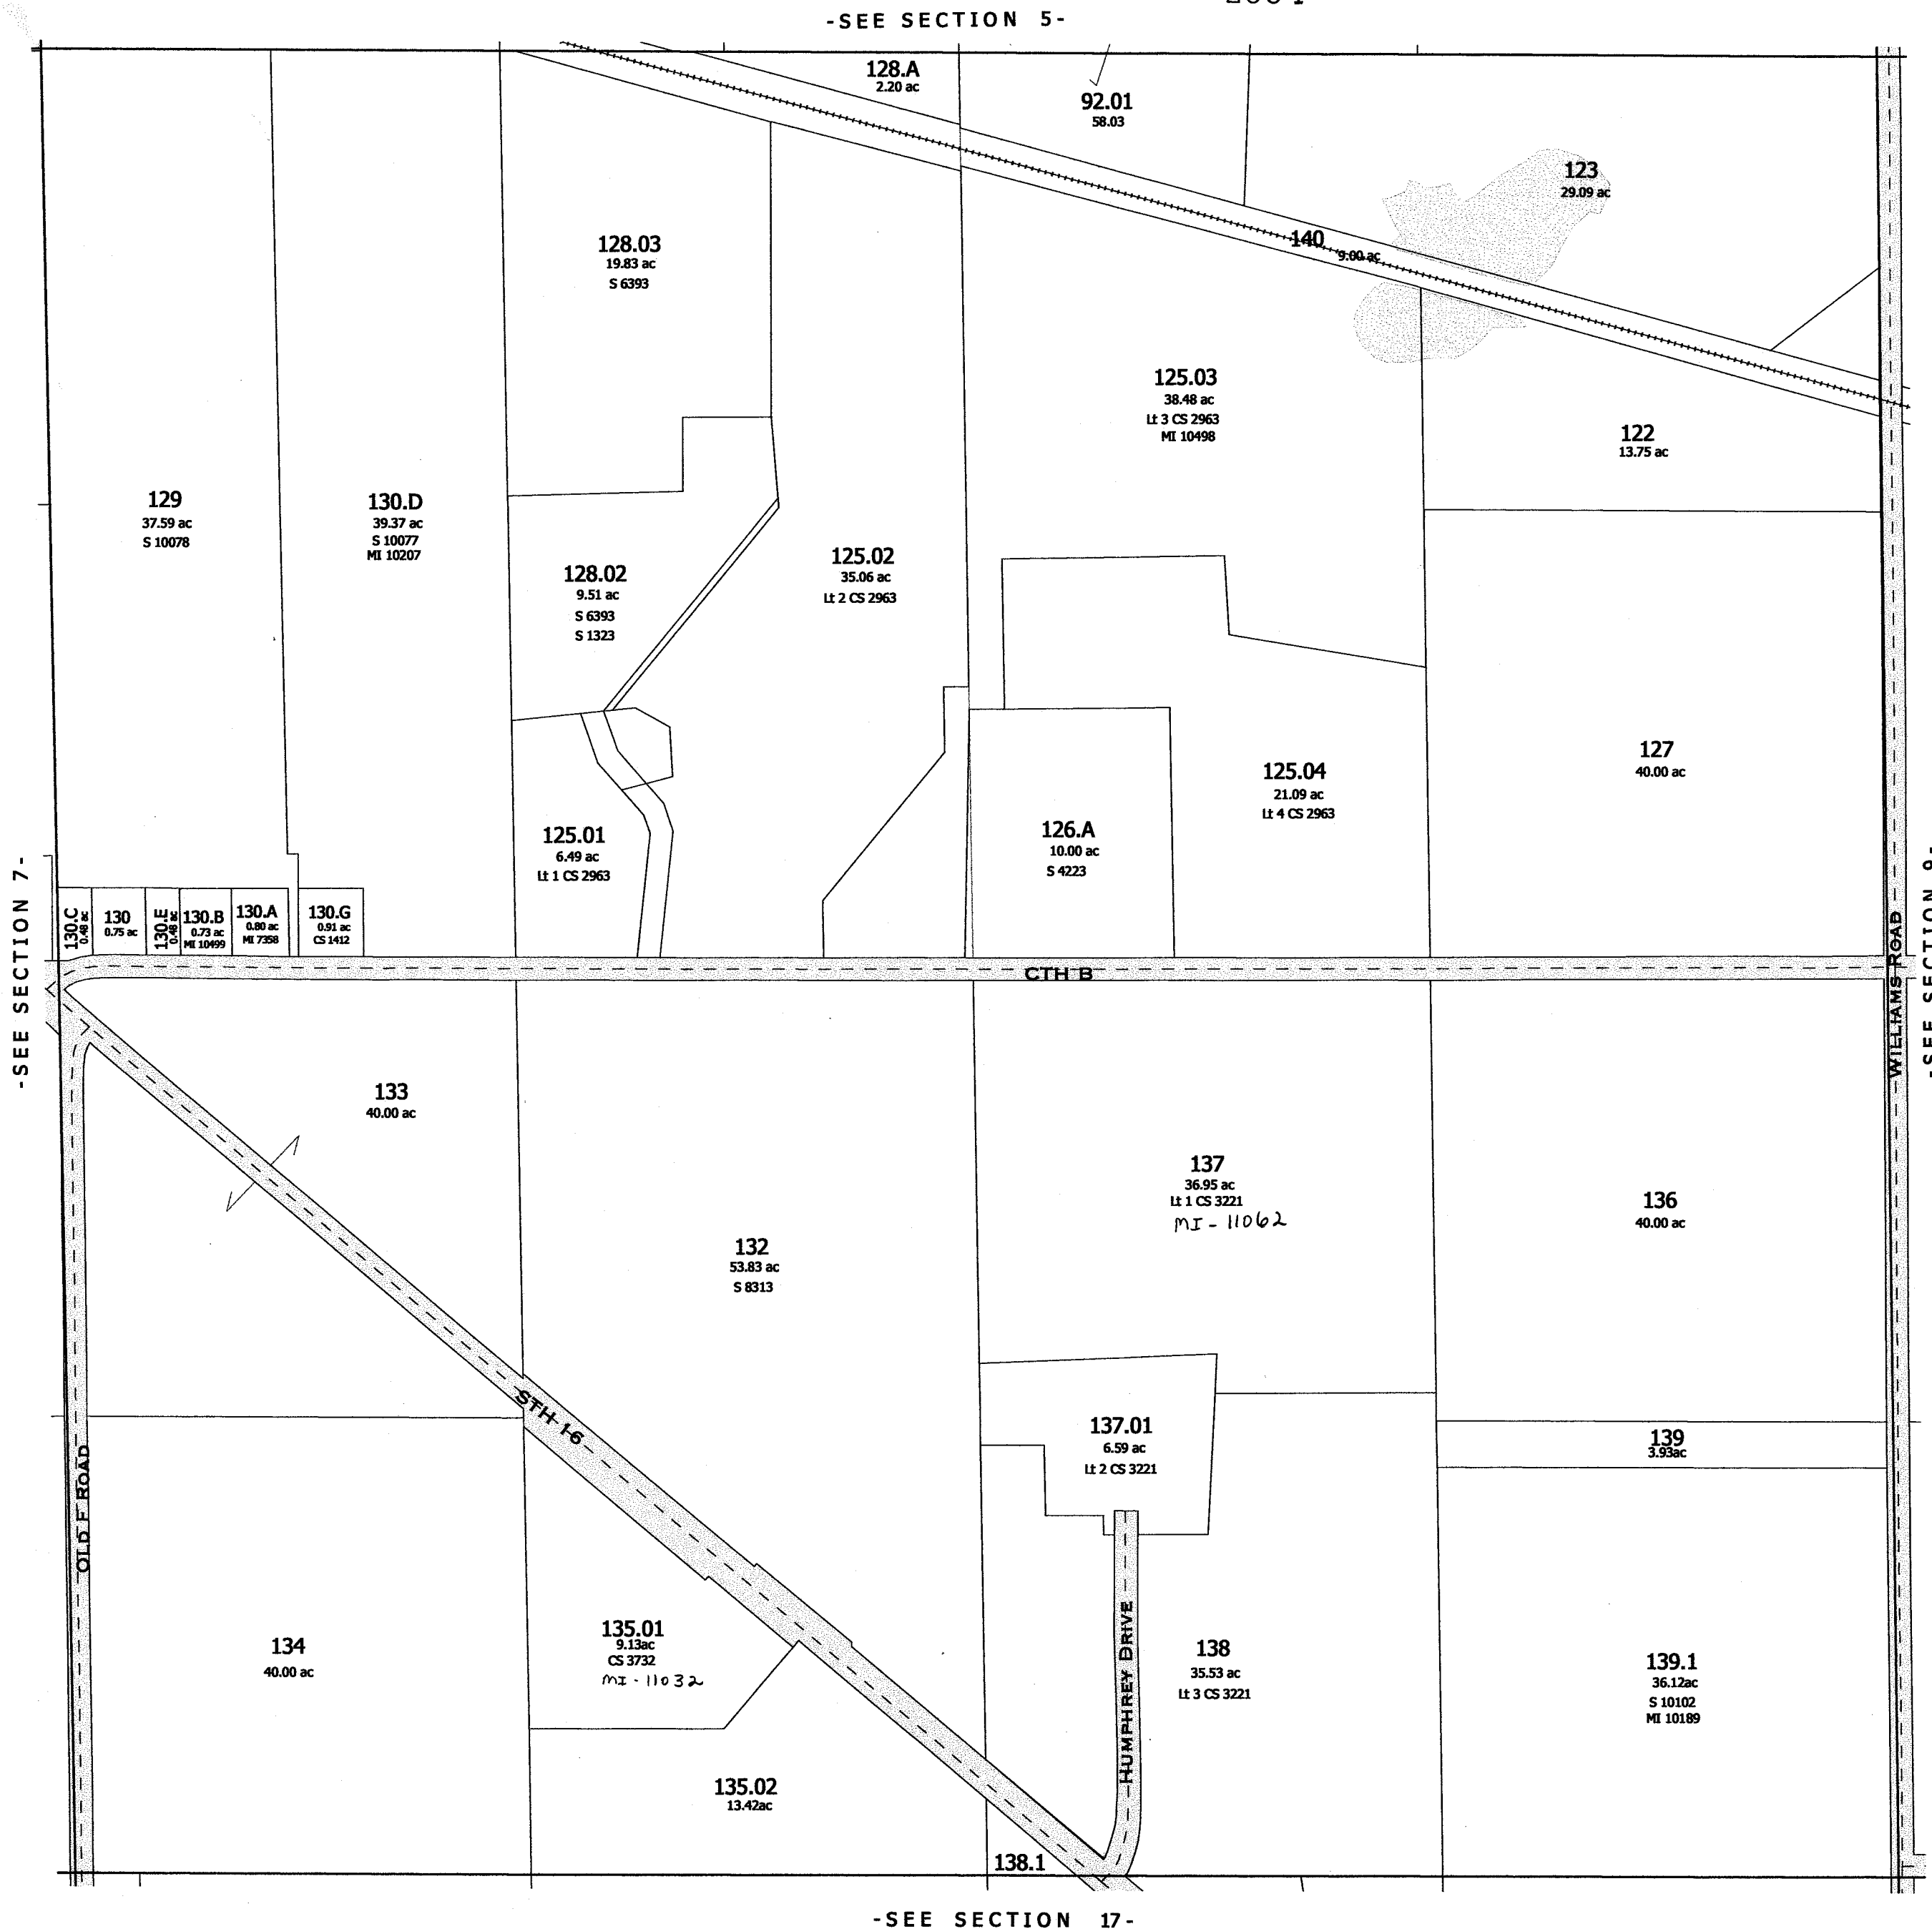 -SEE SECTION 5-
128.A
2.20 ac
92.01
58.03
123
29.09 ac
140
9.00 ac
128.03
19.83 ac
S 6393
125.03
38.48 ac
Lt 3 CS 2963
MI 10498
122
13.75 ac
129
37.59 ac
S 10078
130.D
39.37 ac
S 10077
MI 10207
128.02
9.51 ac
S 6393
S 1323
125.02
35.06 ac
Lt 2 CS 2963
127
40.00 ac
125.04
21.09 ac
Lt 4 CS 2963
125.01
6.49 ac
Lt 1 CS 2963
126.A
10.00 ac
S 4223
-SEE SECTION 7-
130.C
0.48 ac
130
0.75 ac
130.E
0.48 ac
130.B
0.73 ac
MI 10499
130.A
0.80 ac
MI 7358
130.G
0.91 ac
CS 1412
CTH B
WILLIAMS ROAD
-SEE SECTION 9-
133
40.00 ac
137
36.95 ac
Lt 1 CS 3221
MI - 11062
136
40.00 ac
132
53.83 ac
S 8313
STH 16
137.01
6.59 ac
Lt 2 CS 3221
139
3.93ac
OLD F ROAD
134
40.00 ac
135.01
9.13ac
CS 3732
MI - 11032
HUMPHREY DRIVE
138
35.53 ac
Lt 3 CS 3221
139.1
36.12ac
S 10102
MI 10189
135.02
13.42ac
138.1
-SEE SECTION 17-